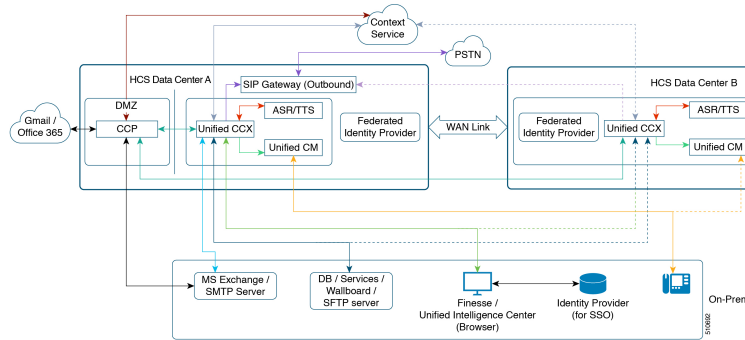 Context
Service
PSTN
HCS Data Center A
SIP Gateway (Outbound)
HCS Data Center B
DMZ
ASR/TTS
ASR/TTS
Gmail /
Office 365
CCP
Unified CCX
Federated
Identity Provider
WAN Link
Federated
Identity Provider
Unified CCX
Unified CM
Unified CM
MS Exchange /
SMTP Server
DB / Services /
Wallboard /
SFTP server
Finesse /
Unified Intelligence Center
(Browser)
Identity Provider
(for SSO)
On-Prem
510692